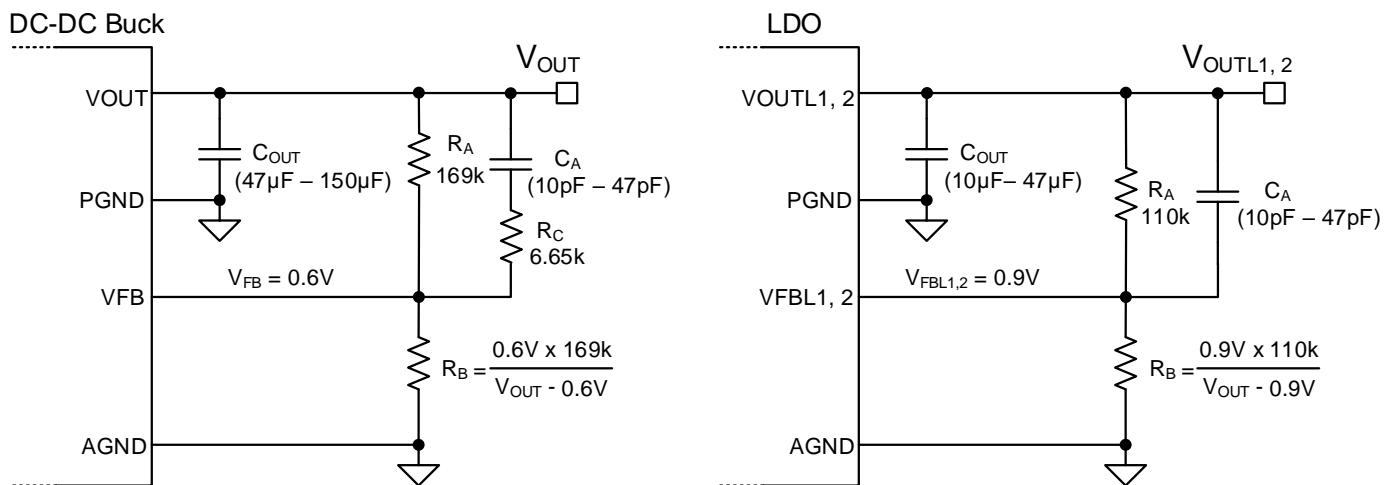 DC-DC Buck
VOUT
VOUT
COUT
(47µF – 150µF)
RA
169k
CA
(10pF – 47pF)
PGND
RC
6.65k
VFB = 0.6V
VFB
RB = 0.6V x 169k
VOUT - 0.6V
AGND
LDO
VOUTL1, 2
VOUTL1, 2
COUT
(10µF– 47µF)
RA
110k
CA
(10pF – 47pF)
PGND
VFBL1,2 = 0.9V
VFBL1, 2
RB = 0.9V x 110k
VOUT - 0.9V
AGND